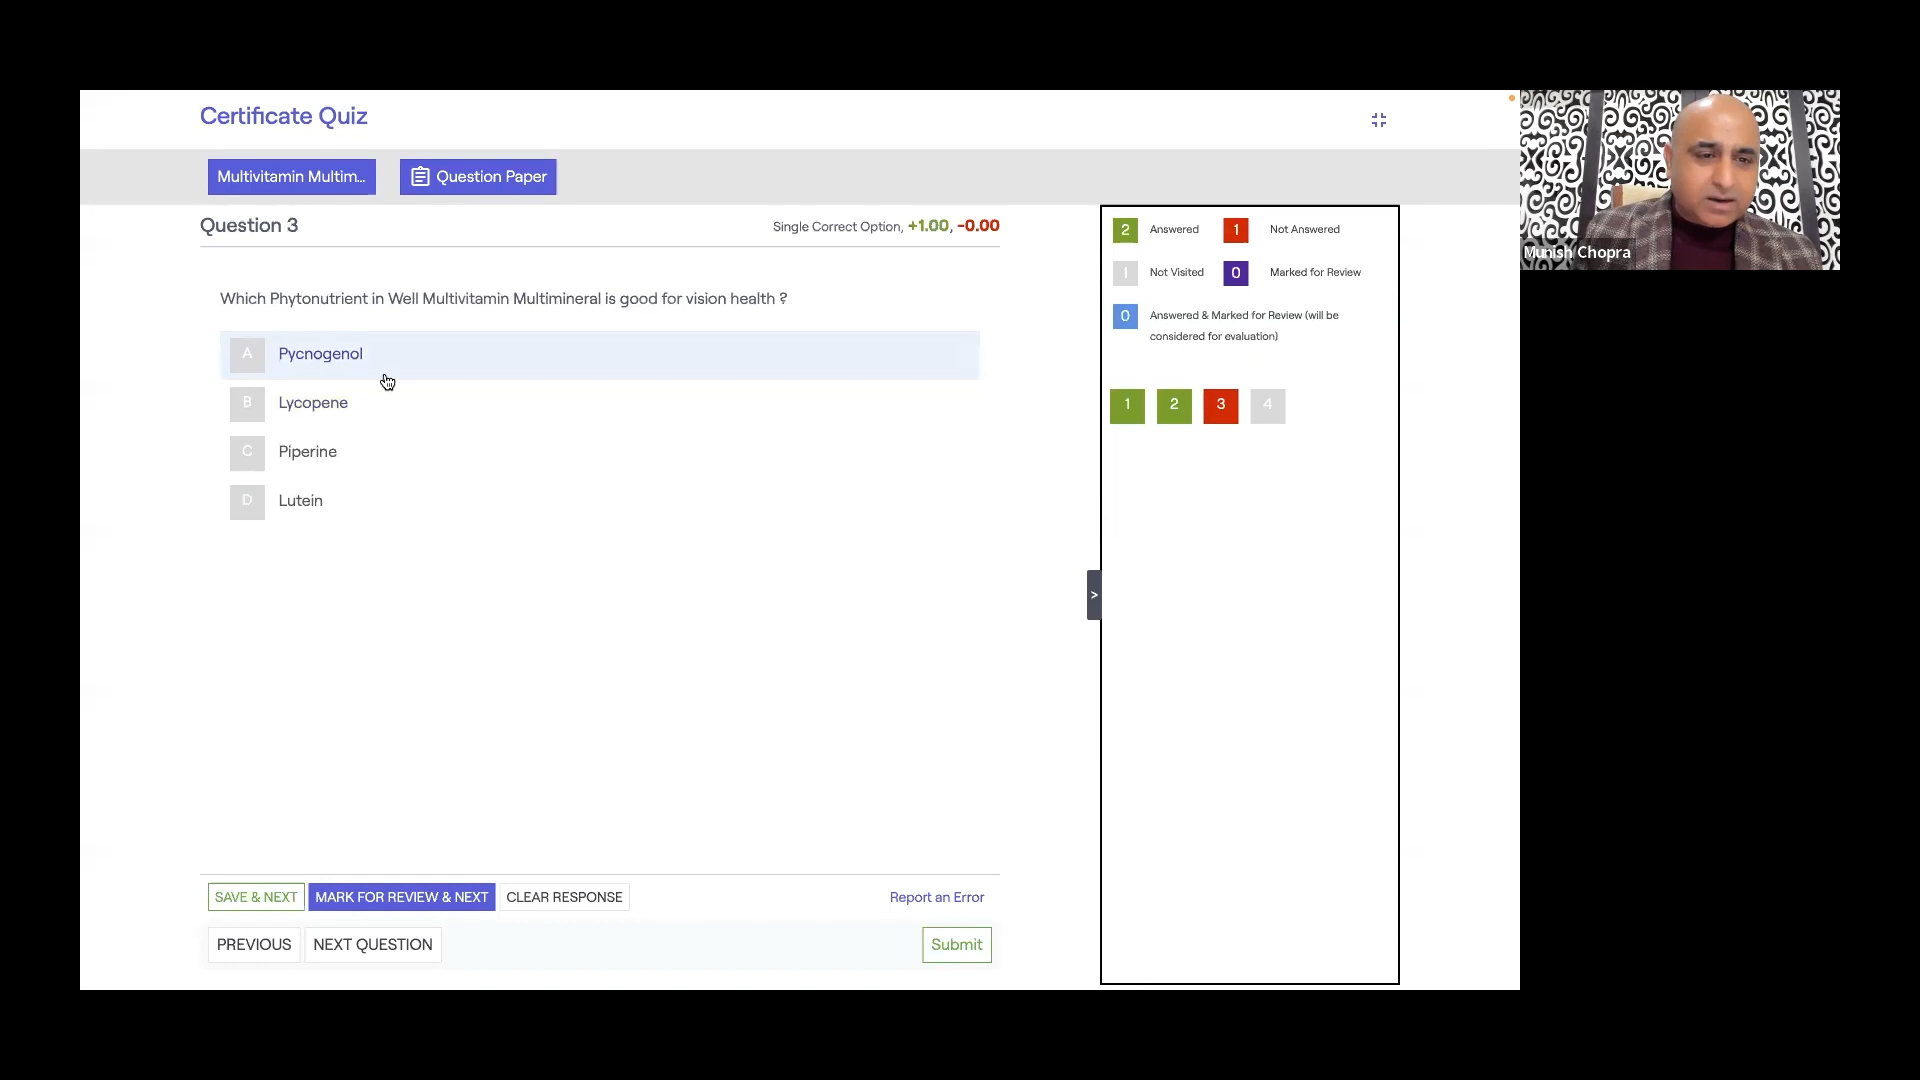 Certificate Quiz
Multivitamin Multim...
Question Paper
Question 3
Single Correct Option, +1.00, -0.00
Which Phytonutrient in Well Multivitamin Multimineral is good for vision health ?
A Pycnogenol
B Lycopene
C Piperine
D Lutein
SAVE & NEXT
MARK FOR REVIEW & NEXT
CLEAR RESPONSE
Report an Error
PREVIOUS
NEXT QUESTION
Submit
>
2 Answered
1 Not Answered
1 Not Visited
0 Marked for Review
0 Answered & Marked for Review (will be
considered for evaluation)
1 2 3 4
Munish Chopra